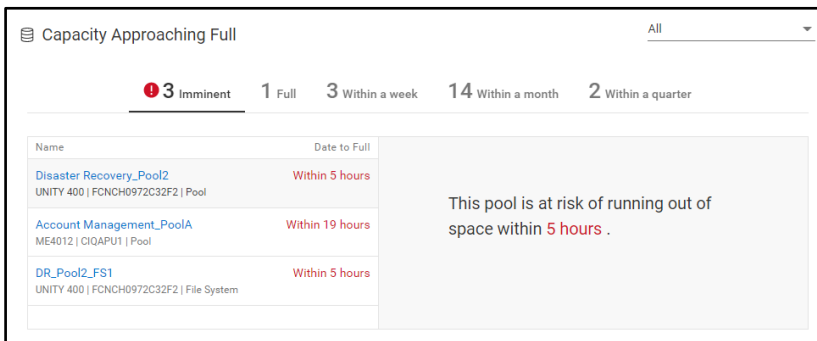 Capacity Approaching Full
All
3 Imminent
1 Full
3 Within a week
14 Within a month
2 Within a quarter
Name
Date to Full
Disaster Recovery_Pool2
Within 5 hours
UNITY 400 | FCNCH0972C32F2 | Pool
Account Management_PoolA
Within 19 hours
ME4012 | CIQAPU1 | Pool
DR_Pool2_FS1
Within 5 hours
UNITY 400 | FCNCH0972C32F2 | File System
This pool is at risk of running out of
space within 5 hours .